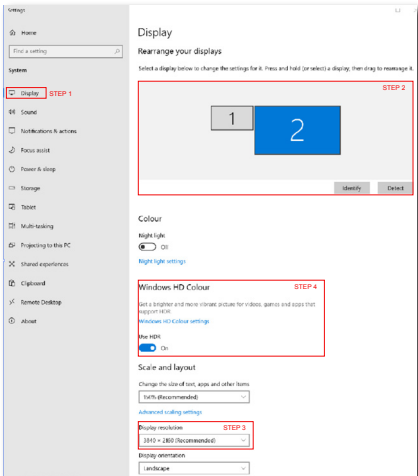 Settings
Home
Find a setting
System
Display STEP 1
Sound
Notifications & actions
Focus assist
Power & sleep
Storage
Tablet
Multi-tasking
Projecting to this PC
Shared experiences
Clipboard
Remote Desktop
About
Display
Rearrange your displays
Select a display below to change the settings for it. Press and hold (or select) a display, then drag to rearrange it.
STEP 2
1 2
Identify Detect
Colour
Night light
Off
Night light settings
Windows HD Colour STEP 4
Get a brighter and more vibrant picture for videos, games and apps that
support HDR.
Windows HD Colour settings
Use HDR
On
Scale and layout
Change the size of text, apps and other items
(Recommended)
Advanced scaling settings
Display resolution STEP 3
3840 × 2160 (Recommended)
Display orientation
Landscape